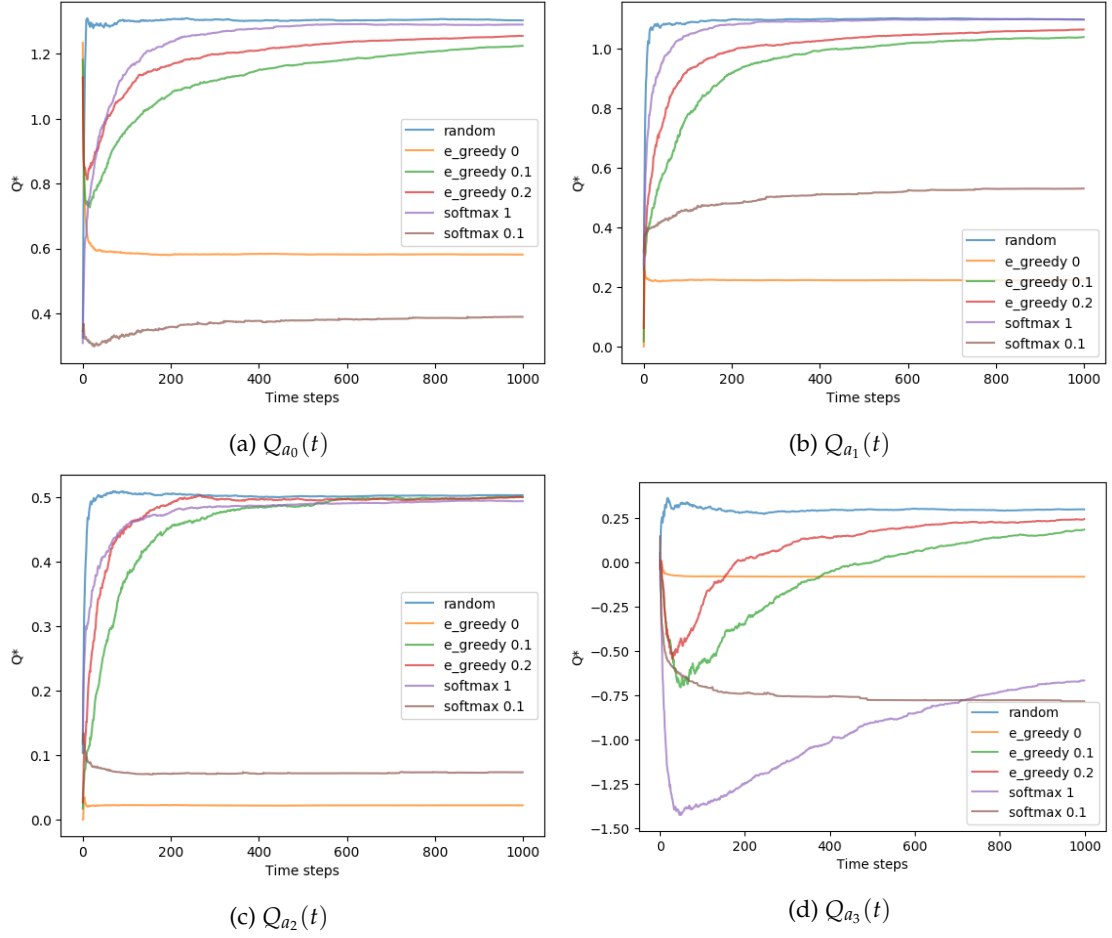 1.2
1.0
0.8
0.6
0.4
Q*
0 200 400 600 800 1000
Time steps
random
e_greedy 0
e_greedy 0.1
e_greedy 0.2
softmax 1
softmax 0.1
(a) Qa0(t)
1.0
0.8
0.6
0.4
0.2
0.0
Q*
0 200 400 600 800 1000
Time steps
random
e_greedy 0
e_greedy 0.1
e_greedy 0.2
softmax 1
softmax 0.1
(b) Qa1(t)
0.5
0.4
0.3
0.2
0.1
0.0
Q*
0 200 400 600 800 1000
Time steps
random
e_greedy 0
e_greedy 0.1
e_greedy 0.2
softmax 1
softmax 0.1
(c) Qa2(t)
0.25
0.00
−0.25
−0.50
−0.75
−1.00
−1.25
−1.50
Q*
0 200 400 600 800 1000
Time steps
random
e_greedy 0
e_greedy 0.1
e_greedy 0.2
softmax 1
softmax 0.1
(d) Qa3(t)